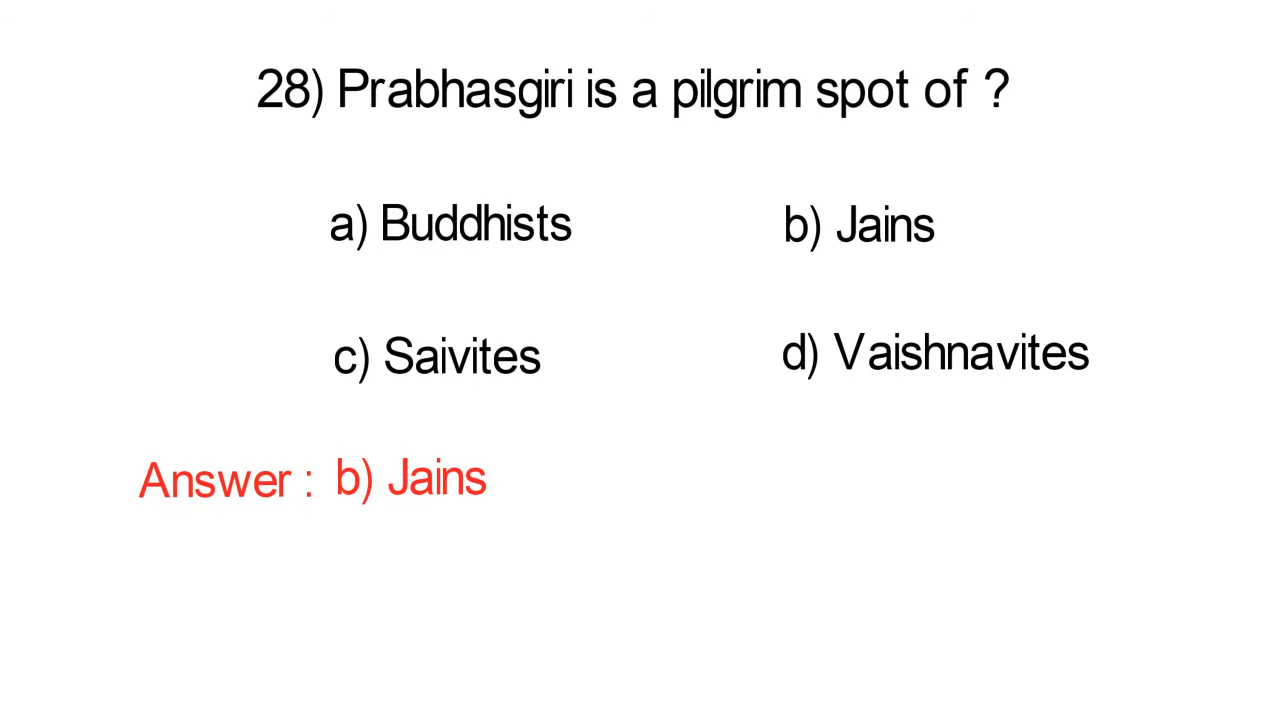 28) Prabhasgiri is a pilgrim spot of ?
a) Buddhists b) Jains
c) Saivites d) Vaishnavites
Answer : b) Jains